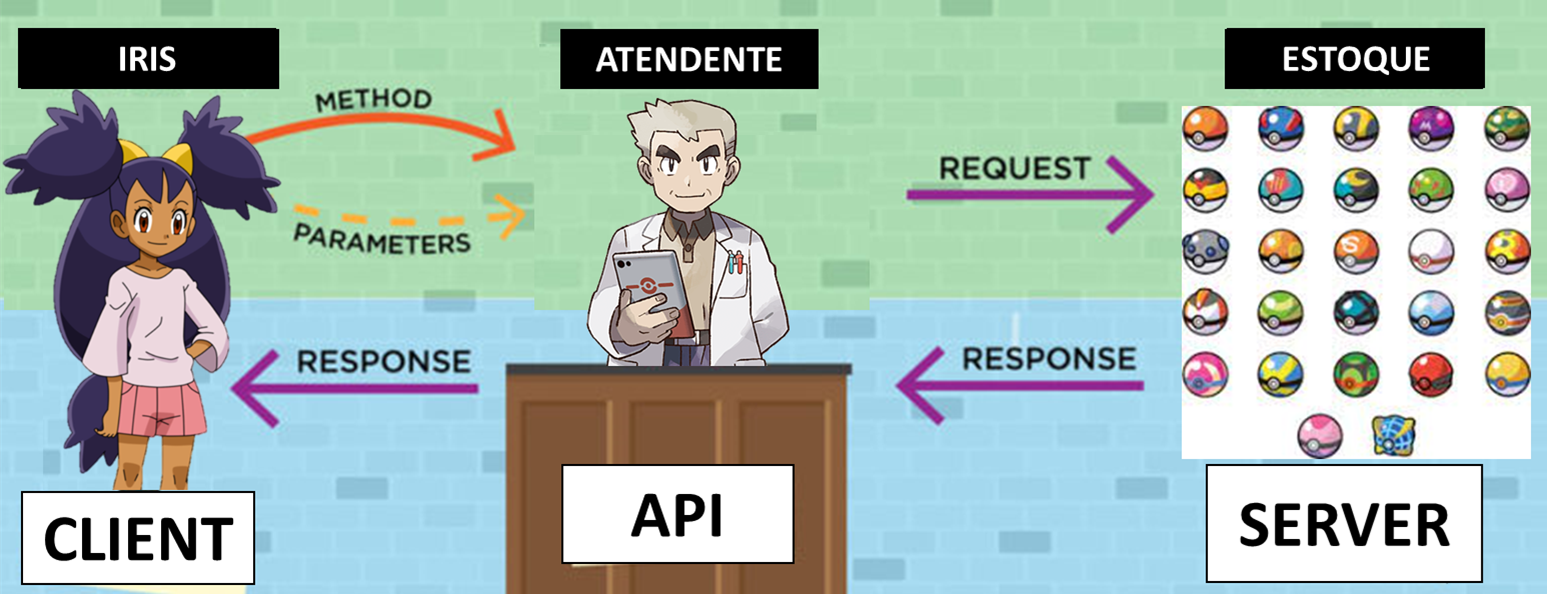 IRIS
ATENDENTE
ESTOQUE
METHOD
PARAMETERS
REQUEST
RESPONSE
RESPONSE
CLIENT
API
SERVER